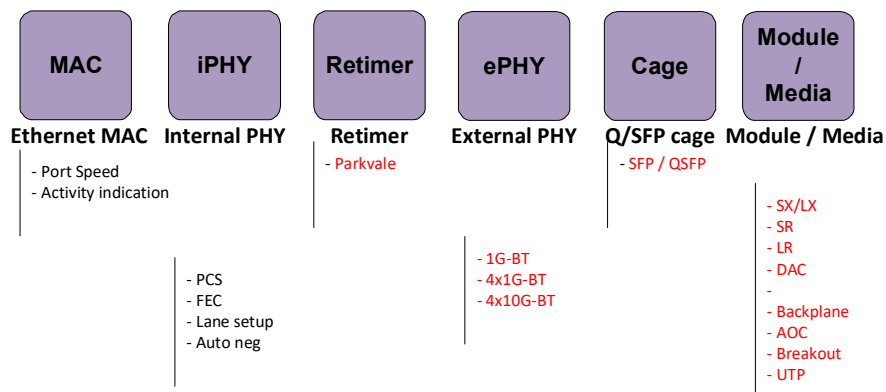 MAC
iPHY
Retimer
ePHY
Cage
Module
/
Media
Ethernet MAC
Internal PHY
Retimer
External PHY
Q/SFP cage
Module / Media
- Port Speed
- Activity indication
- PCS
- FEC
- Lane setup
- Auto neg
- Parkvale
- 1G-BT
- 4x1G-BT
- 4x10G-BT
- SFP / QSFP
- SX/LX
- SR
- LR
- DAC
-
- Backplane
- AOC
- Breakout
- UTP